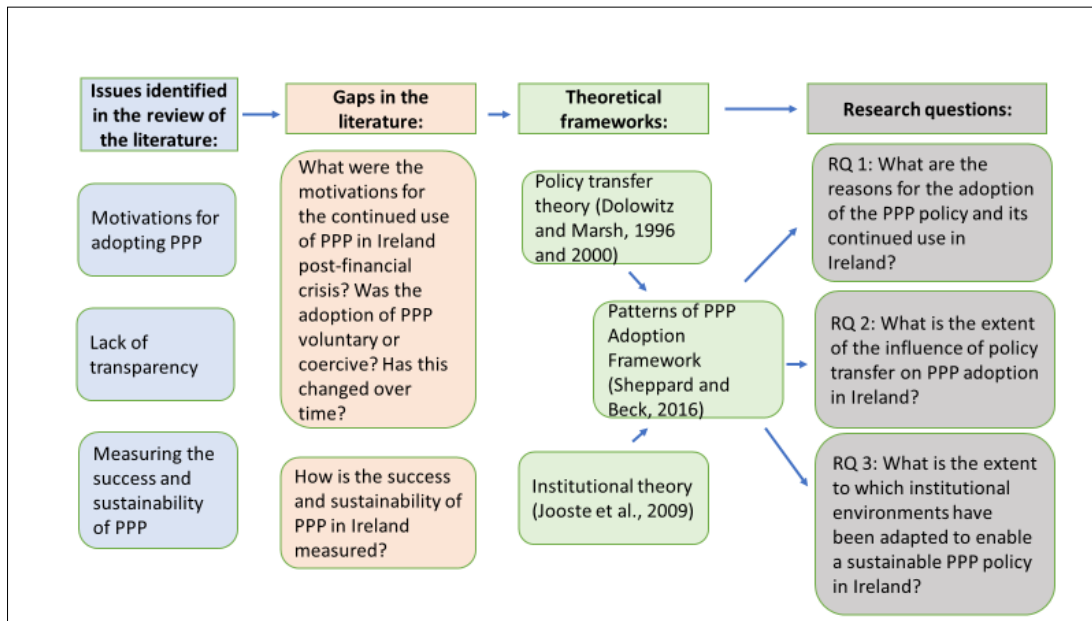 Issues identified
in the review of
the literature:
Gaps in the
literature:
Theoretical
frameworks:
Research questions:
Motivations for
adopting PPP
Lack of
transparency
Measuring the
success and
sustainability
of PPP
What were the
motivations for
the continued use
of PPP in Ireland
post-financial
crisis? Was the
adoption of PPP
voluntary or
coercive? Has this
changed over
time?
How is the success
and sustainability of
PPP in Ireland
measured?
Policy transfer
theory (Dolowitz
and Marsh, 1996
and 2000)
Patterns of PPP
Adoption
Framework
(Sheppard and
Beck, 2016)
Institutional theory
(Jooste et al., 2009)
RQ 1: What are the
reasons for the adoption
of the PPP policy and its
continued use in
Ireland?
RQ 2: What is the extent
of the influence of policy
transfer on PPP adoption
in Ireland?
RQ 3: What is the extent
to which institutional
environments have
been adapted to enable
a sustainable PPP policy
in Ireland?